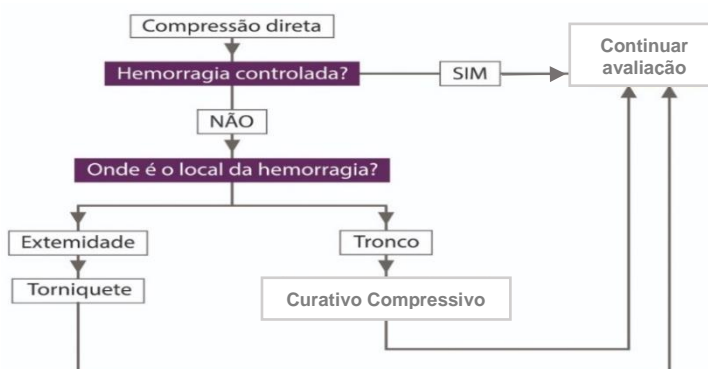 Compressão direta
Hemorragia controlada?
SIM
Continuar
avaliação
NÃO
Onde é o local da hemorragia?
Extemidade
Tronco
Torniquete
Curativo Compressivo